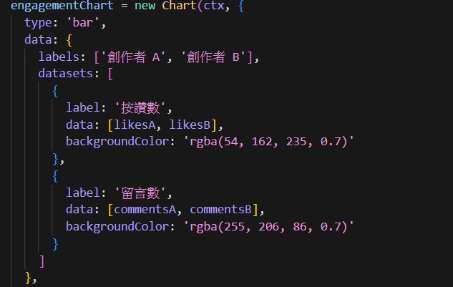 engagementChart = new Chart(ctx, {
type: 'bar',
data: {
labels: ['創作者 A', '創作者 B'],
datasets: [
{
label: '按讚數',
data: [likesA, likesB],
backgroundColor: 'rgba(54, 162, 235, 0.7)'
},
{
label: '留言數',
data: [commentsA, commentsB],
backgroundColor: 'rgba(255, 206, 86, 0.7)'
}
]
},